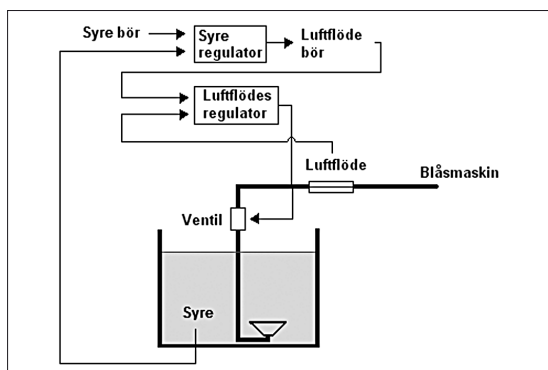 Syre bör
Syre
regulator
Luftflöde
bör
Luftflödes
regulator
Luftflöde
Blåsmaskin
Ventil
Syre